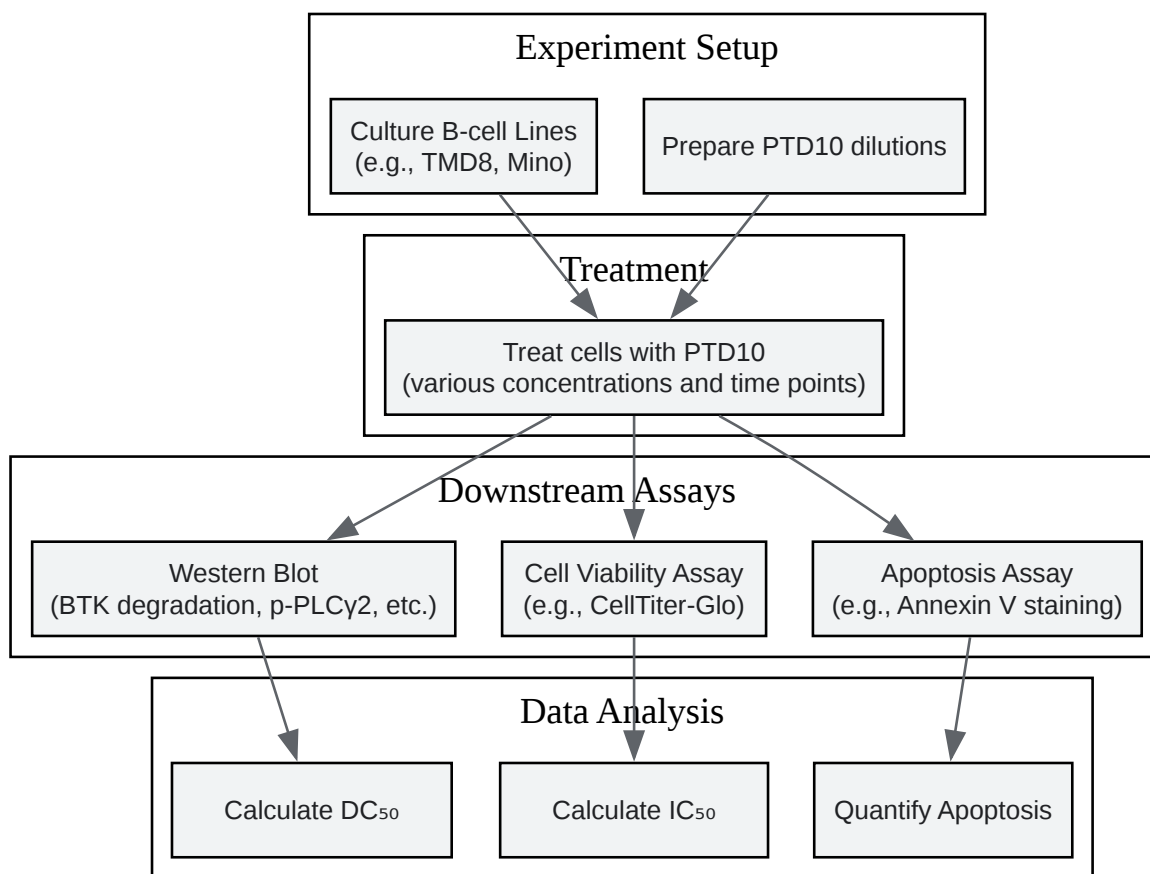 Experiment Setup
Culture B-cell Lines
(e.g., TMD8, Mino)
Prepare PTD10 dilutions
Treatment
Treat cells with PTD10
(various concentrations and time points)
Downstream Assays
Western Blot
(BTK degradation, p-PLCγ2, etc.)
Cell Viability Assay
(e.g., CellTiter-Glo)
Apoptosis Assay
(e.g., Annexin V staining)
Data Analysis
Calculate DC₅₀
Calculate IC₅₀
Quantify Apoptosis